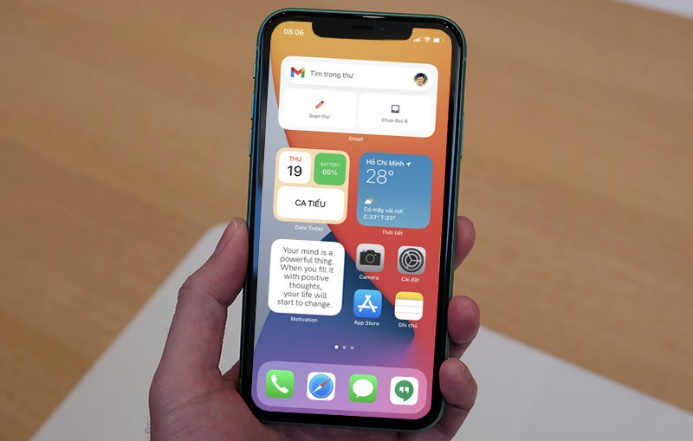 08:06
Tìm trong thư
Soạn thư
Chưa đọc 6
Gmail
THU
19
BATTERY
66%
CA TIẾU
Date Today
Hồ Chí Minh
28°
Có mây vài nơi
C:33° T:25°
Thời tiết
Your mind is a
powerful thing.
When you fill it
with positive
thoughts,
your life will
start to change.
Motivation
Camera
Cài đặt
App Store
Ghi chú